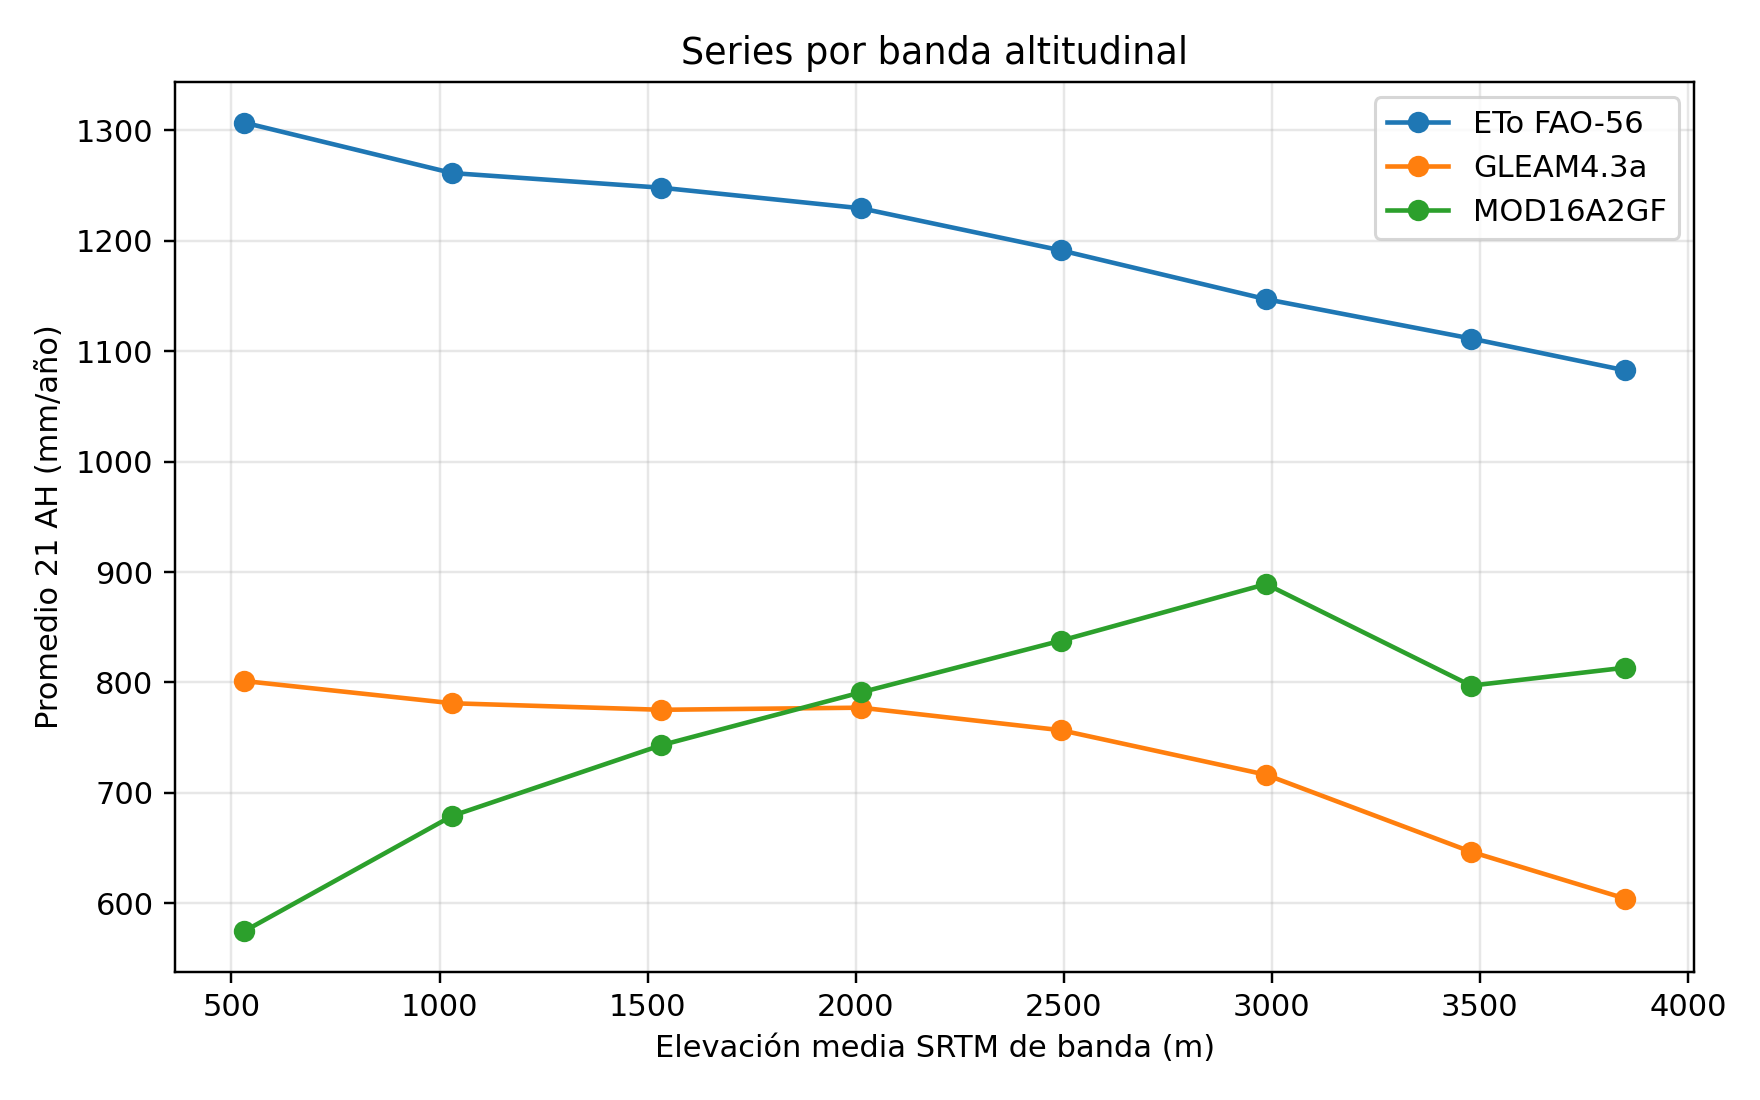 Series por banda altitudinal
ETo FAO-56
GLEAM4.3a
MOD16A2GF
Promedio 21 AH (mm/año)
1300
1200
1100
1000
900
800
700
600
500 1000 1500 2000 2500 3000 3500 4000
Elevación media SRTM de banda (m)